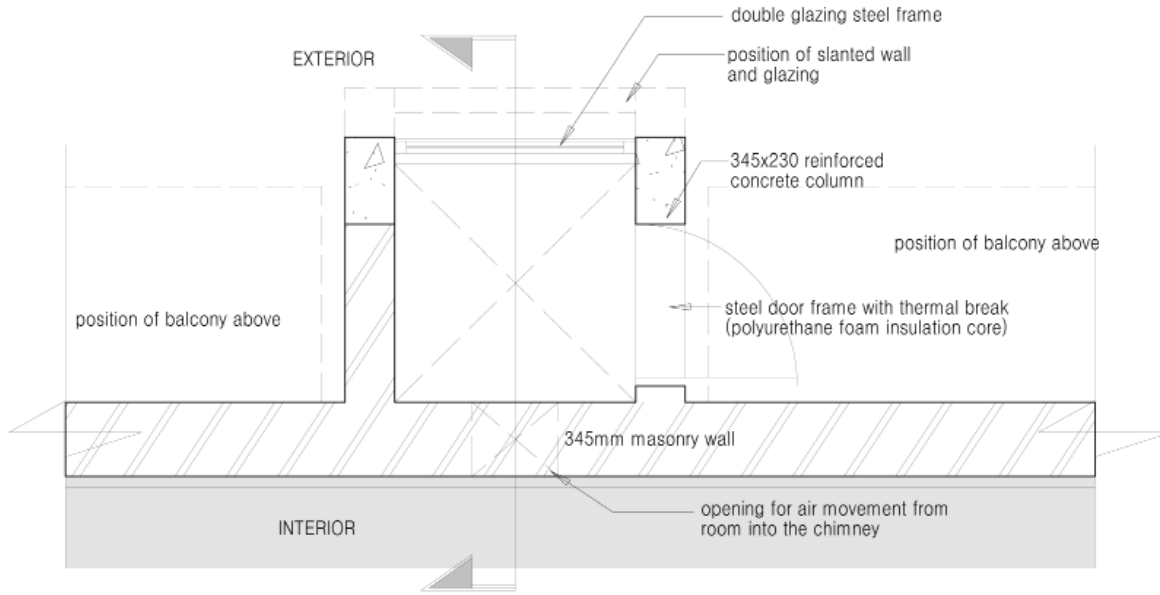 double glazing steel frame
EXTERIOR
position of slanted wall
and glazing
345x230 reinforced
concrete column
position of balcony above
position of balcony above
steel door frame with thermal break
(polyurethane foam insulation core)
345mm masonry wall
opening for air movement from
room into the chimney
INTERIOR